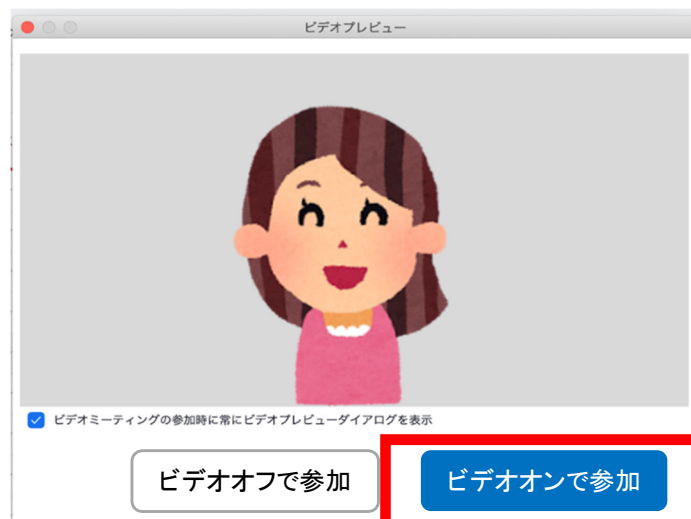 ビデオプレビュー
ビデオミーティングの参加時に常にビデオプレビューダイアログを表示
ビデオオフで参加
ビデオオンで参加